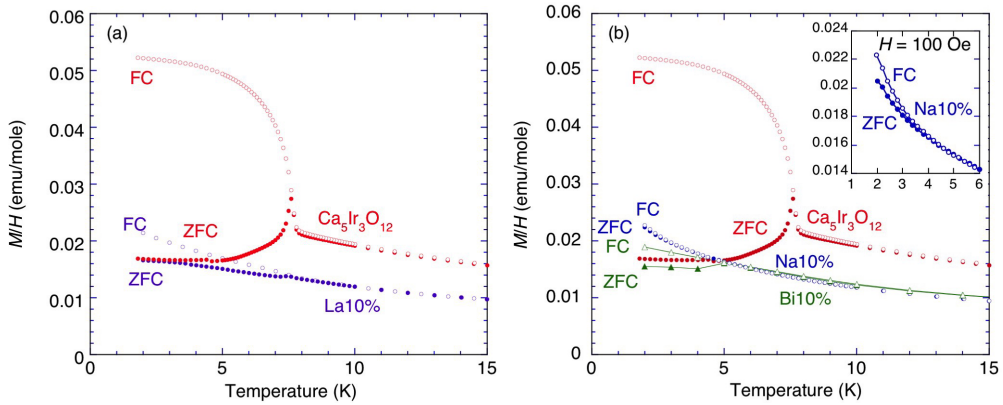 (a)
0.06
0.05
0.04
0.03
0.02
0.01
0
M/H (emu/mole)
FC
FC
ZFC
Ca5Ir3O12
ZFC
La10%
0
5
10
15
Temperature (K)
(b)
0.06
0.05
0.04
0.03
0.02
0.01
0
M/H (emu/mole)
FC
FC
ZFC
FC
ZFC
ZFC
Ca5Ir3O12
Na10%
Bi10%
0
5
10
15
Temperature (K)
H = 100 Oe
0.024
0.022
0.020
0.018
0.016
0.014
FC
ZFC
Na10%
1 2 3 4 5 6